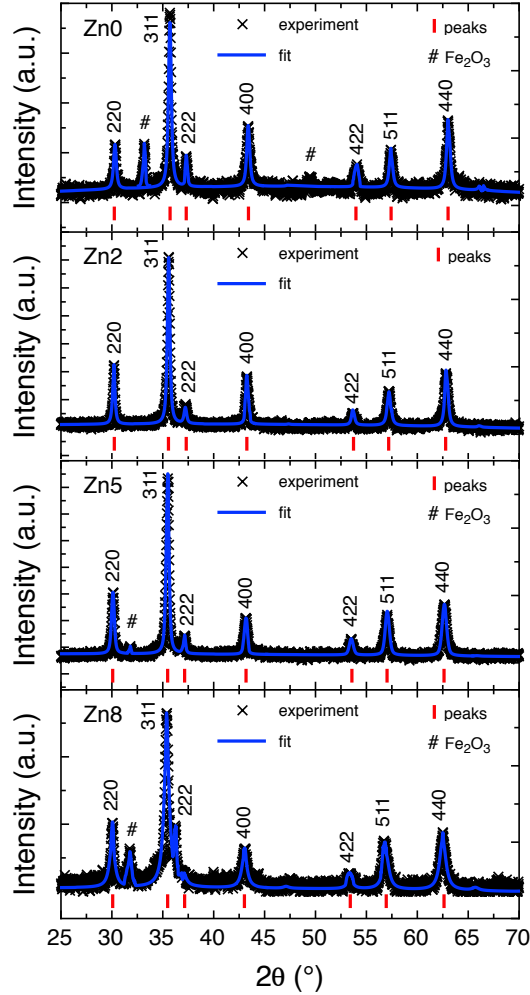 Zn0
311
× experiment
fit
peaks
# Fe₂O₃
220
#
222
400
#
422
511
440
Intensity (a.u.)
Zn2
311
× experiment
fit
peaks
220
222
400
422
511
440
Intensity (a.u.)
Zn5
311
× experiment
fit
peaks
# Fe₂O₃
220
#
222
400
422
511
440
Intensity (a.u.)
Zn8
311
× experiment
fit
peaks
# Fe₂O₃
220
#
222
400
422
511
440
Intensity (a.u.)
25 30 35 40 45 50 55 60 65 70
2θ (°)